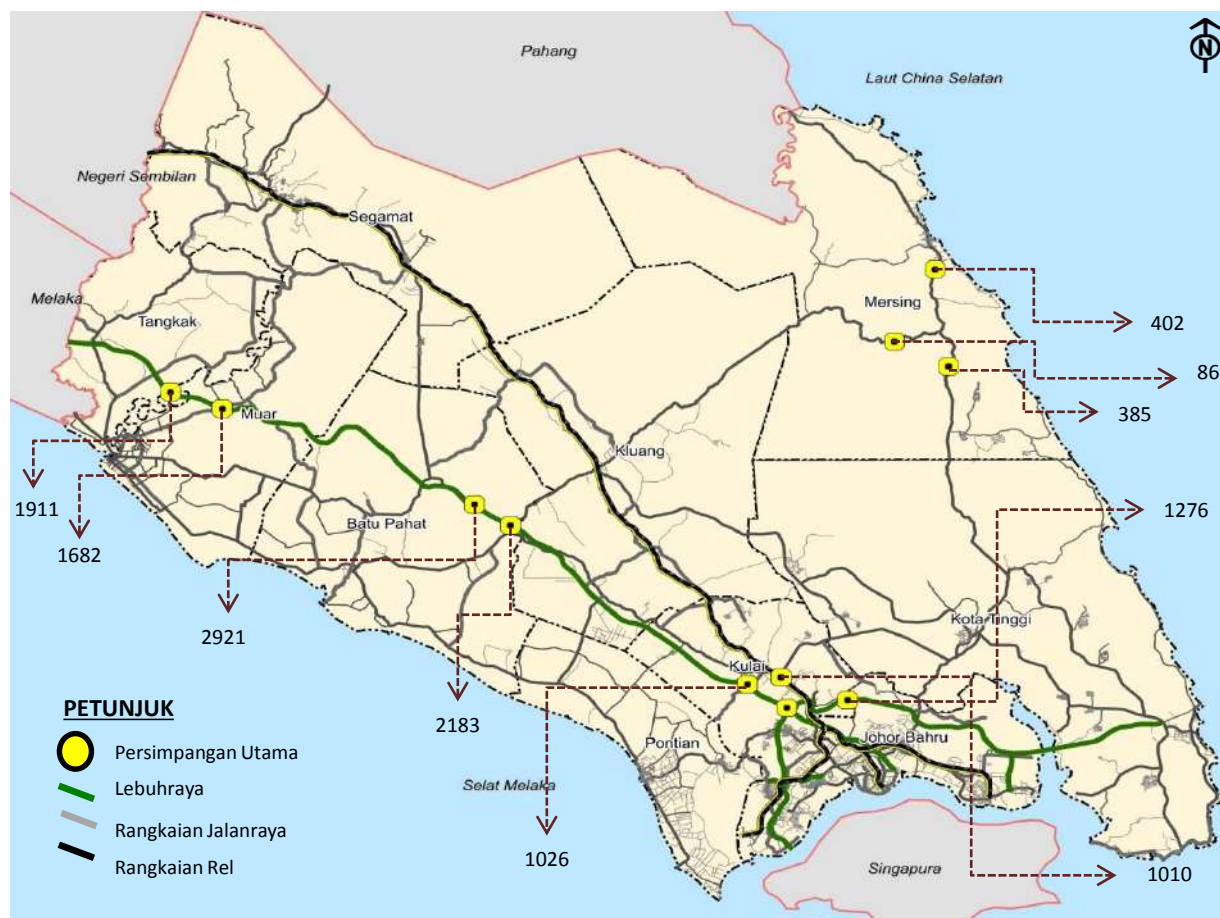 Pahang
N
Laut China Selatan
Negeri Sembilan
Segamat
Melaka
Tangkak
Mersing
402
86
385
Muar
Kluang
1911
1682
Batu Pahat
1276
2921
2183
Kota Tinggi
Kulai
Pontian
Johor Bahru
Selat Melaka
1026
Singapura
1010
PETUNJUK
Persimpangan Utama
Lebuhraya
Rangkaian Jalanraya
Rangkaian Rel